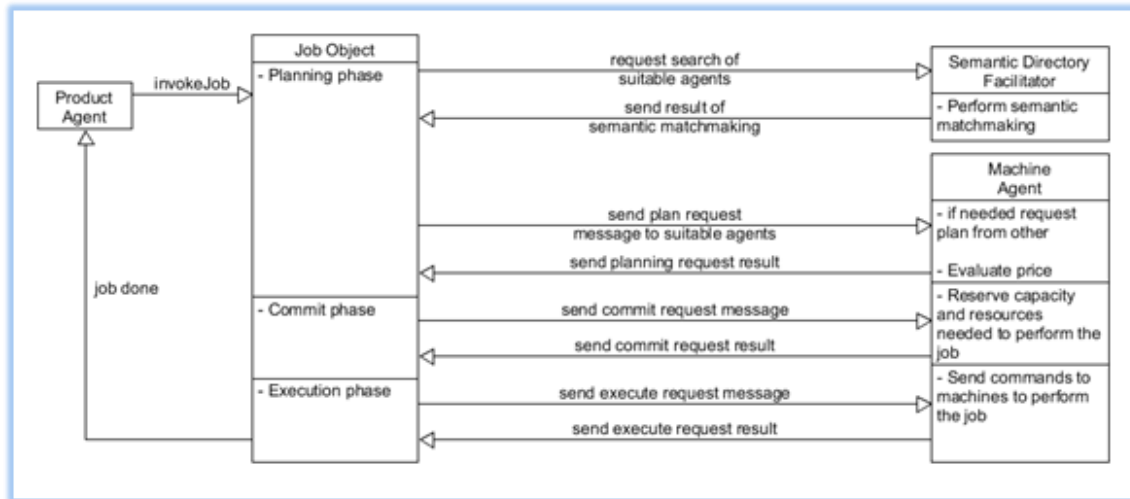 Product
Agent
invokeJob
job done
Job Object
- Planning phase
- Commit phase
- Execution phase
request search of
suitable agents
send result of
semantic matchmaking
send plan request
message to suitable agents
send planning request result
send commit request message
send commit request result
send execute request message
send execute request result
Semantic Directory
Facilitator
- Perform semantic
matchmaking
Machine
Agent
- if needed request
plan from other
- Evaluate price
- Reserve capacity
and resources
needed to perform the
job
- Send commands to
machines to perform
the job